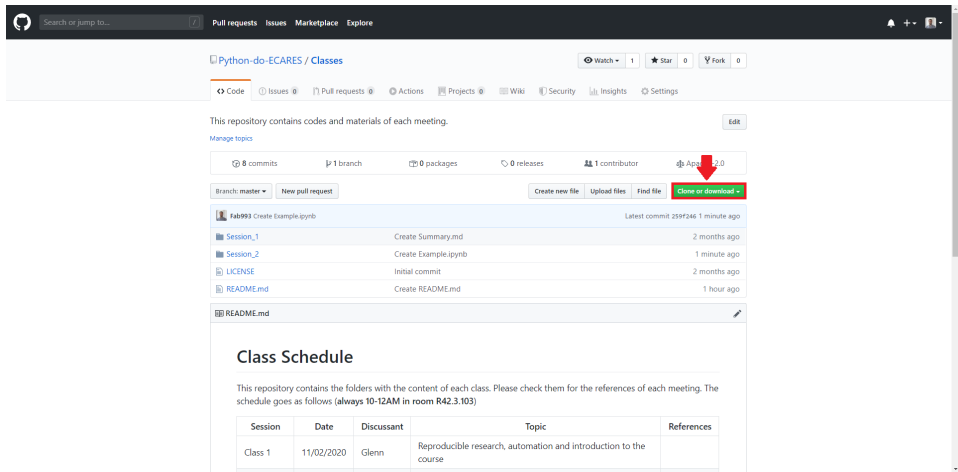 Search or jump to... /
Pull requests Issues Marketplace Explore
Python-do-ECARES / Classes
Watch 1 Star 0 Fork 0
Code Issues 0 Pull requests 0 Actions Projects 0 Wiki Security Insights Settings
This repository contains codes and materials of each meeting. Edit
Manage topics
8 commits 1 branch 0 packages 0 releases 1 contributor 2.0
Branch: master New pull request Create new file Upload files Find file Clone or download
Fab993 Create Example.ipynb Latest commit 259f246 1 minute ago
Session_1 Create Summary.md 2 months ago
Session_2 Create Example.ipynb 1 minute ago
LICENSE Initial commit 2 months ago
README.md Create README.md 1 hour ago
README.md
Class Schedule
This repository contains the folders with the content of each class. Please check them for the references of each meeting. The
schedule goes as follows (always 10-12AM in room R42.3.103)
Session Date Discussant Topic References
Class 1 11/02/2020 Glenn Reproducible research, automation and introduction to the
course